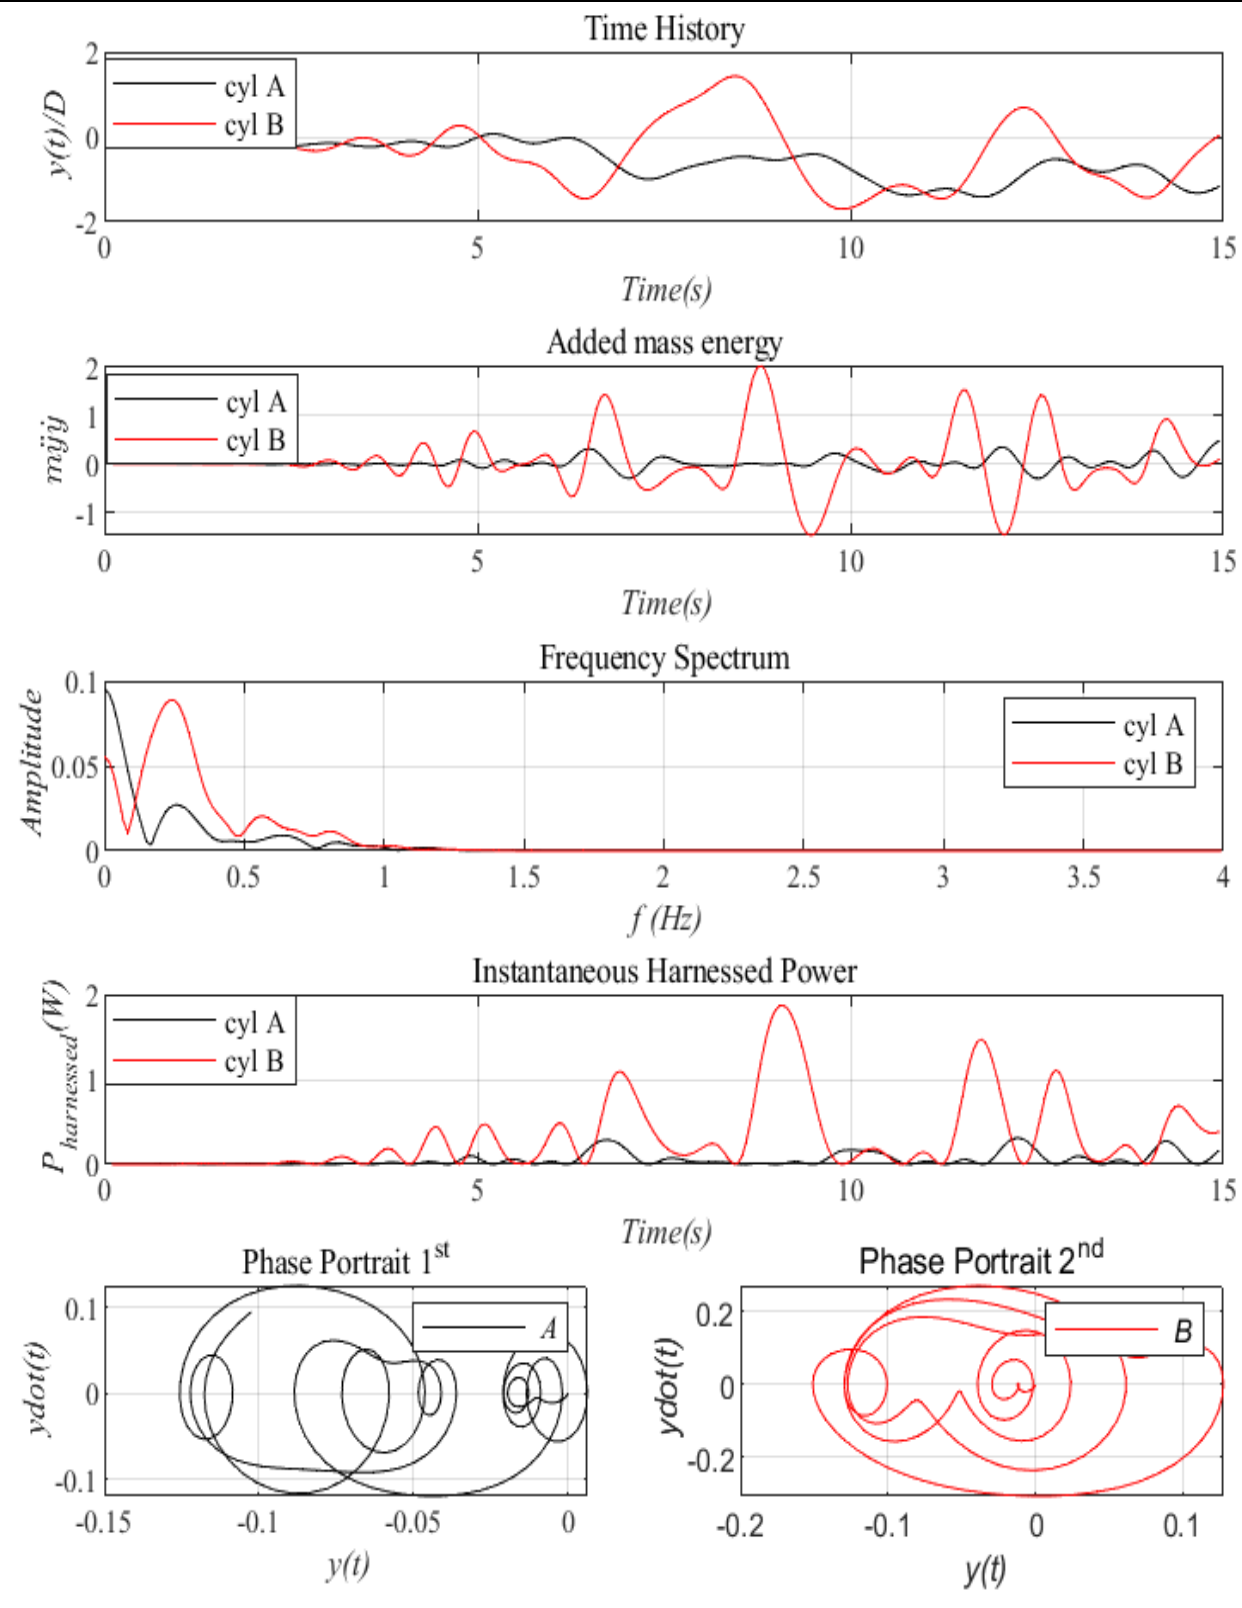 Time History
y(t)/D
2
0
-2
cyl A
cyl B
0 5 10 15
Time(s)
Added mass energy
mÿẏ
2
1
0
-1
cyl A
cyl B
0 5 10 15
Time(s)
Frequency Spectrum
Amplitude
0.1
0.05
0
cyl A
cyl B
0 0.5 1 1.5 2 2.5 3 3.5 4
f (Hz)
Instantaneous Harnessed Power
P harnessed (W)
2
1
0
cyl A
cyl B
0 5 10 15
Time(s)
Phase Portrait 1st
ydot(t)
0.1
0
-0.1
A
-0.15 -0.1 -0.05 0
y(t)
Phase Portrait 2nd
ydot(t)
0.2
0
-0.2
B
-0.2 -0.1 0 0.1
y(t)